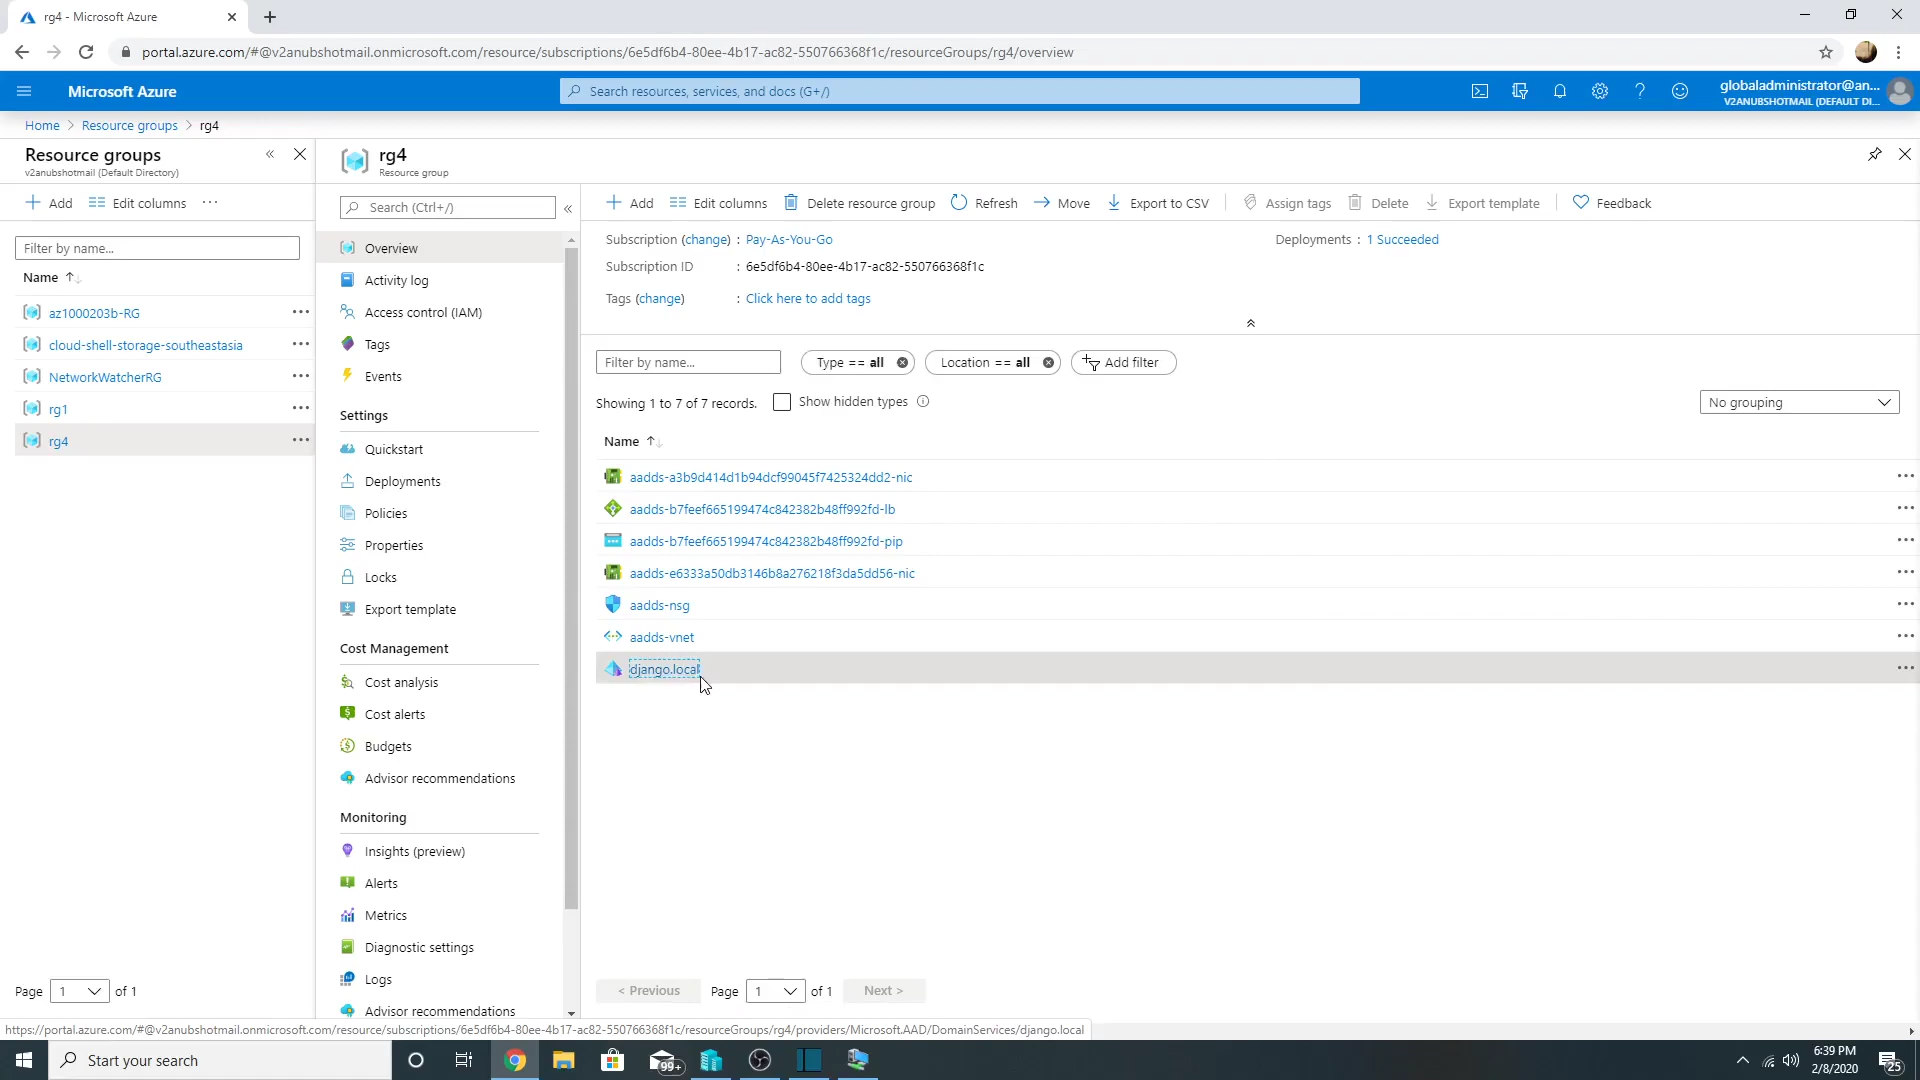 rg4 - Microsoft Azure
portal.azure.com/#@v2anubshotmail.onmicrosoft.com/resource/subscriptions/6e5df6b4-80ee-4b17-ac82-550766368f1c/resourceGroups/rg4/overview
Microsoft Azure
Search resources, services, and docs (G+/)
globaladministrator@an...
V2ANUBSHOTMAIL (DEFAULT DI...
Home > Resource groups > rg4
Resource groups
v2anubshotmail (Default Directory)
Add
Edit columns
Filter by name...
Name
az1000203b-RG
cloud-shell-storage-southeastasia
NetworkWatcherRG
rg1
rg4
Page 1 of 1
rg4
Resource group
Search (Ctrl+/)
Overview
Activity log
Access control (IAM)
Tags
Events
Settings
Quickstart
Deployments
Policies
Properties
Locks
Export template
Cost Management
Cost analysis
Cost alerts
Budgets
Advisor recommendations
Monitoring
Insights (preview)
Alerts
Metrics
Diagnostic settings
Logs
Advisor recommendations
Add Edit columns Delete resource group Refresh Move Export to CSV Assign tags Delete Export template Feedback
Subscription (change) : Pay-As-You-Go
Deployments : 1 Succeeded
Subscription ID : 6e5df6b4-80ee-4b17-ac82-550766368f1c
Tags (change) : Click here to add tags
Filter by name...
Type == all
Location == all
Add filter
Showing 1 to 7 of 7 records.
Show hidden types
No grouping
Name
aadds-a3b9d414d1b94dcf99045f7425324dd2-nic
aadds-b7feef665199474c842382b48ff992fd-lb
aadds-b7feef665199474c842382b48ff992fd-pip
aadds-e6333a50db3146b8a276218f3da5dd56-nic
aadds-nsg
aadds-vnet
django.local
< Previous Page 1 of 1 Next >
https://portal.azure.com/#@v2anubshotmail.onmicrosoft.com/resource/subscriptions/6e5df6b4-80ee-4b17-ac82-550766368f1c/resourceGroups/rg4/providers/Microsoft.AAD/DomainServices/django.local
Start your search
99+
6:39 PM
2/8/2020
25